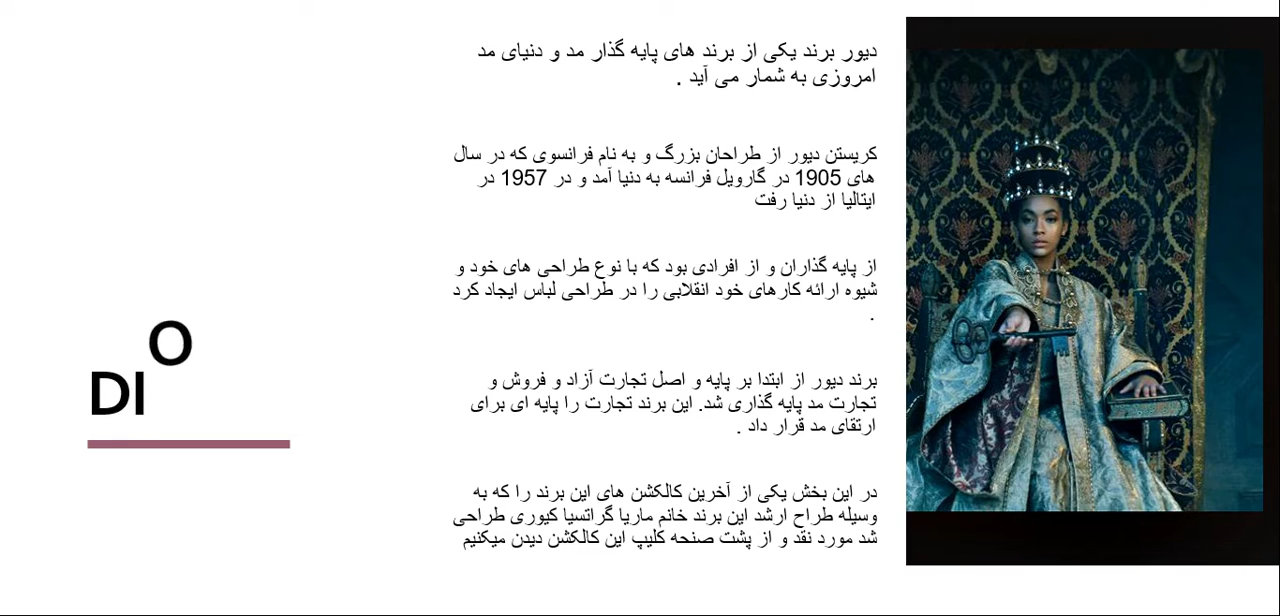 دیور برند یکی از برند های پایه گذار مد و دنیای مد
امروزی به شمار می آید .
کریستن دیور از طراحان بزرگ و به نام فرانسوی که در سال
های 1905 در گارویل فرانسه به دنیا آمد و در 1957 در
ایتالیا از دنیا رفت
از پایه گذاران و از افرادی بود که با نوع طراحی های خود و
شیوه ارائه کارهای خود انقلابی را در طراحی لباس ایجاد کرد
.
برند دیور از ابتدا بر پایه و اصل تجارت آزاد و فروش و
تجارت مد پایه گذاری شد. این برند تجارت را پایه ای برای
ارتقای مد قرار داد .
در این بخش یکی از آخرین کالکشن های این برند را که به
وسیله طراح ارشد این برند خانم ماریا گراتسیا کیوری طراحی
شد مورد نقد و از پشت صنحه کلیپ این کالکشن دیدن میکنیم
O
DI